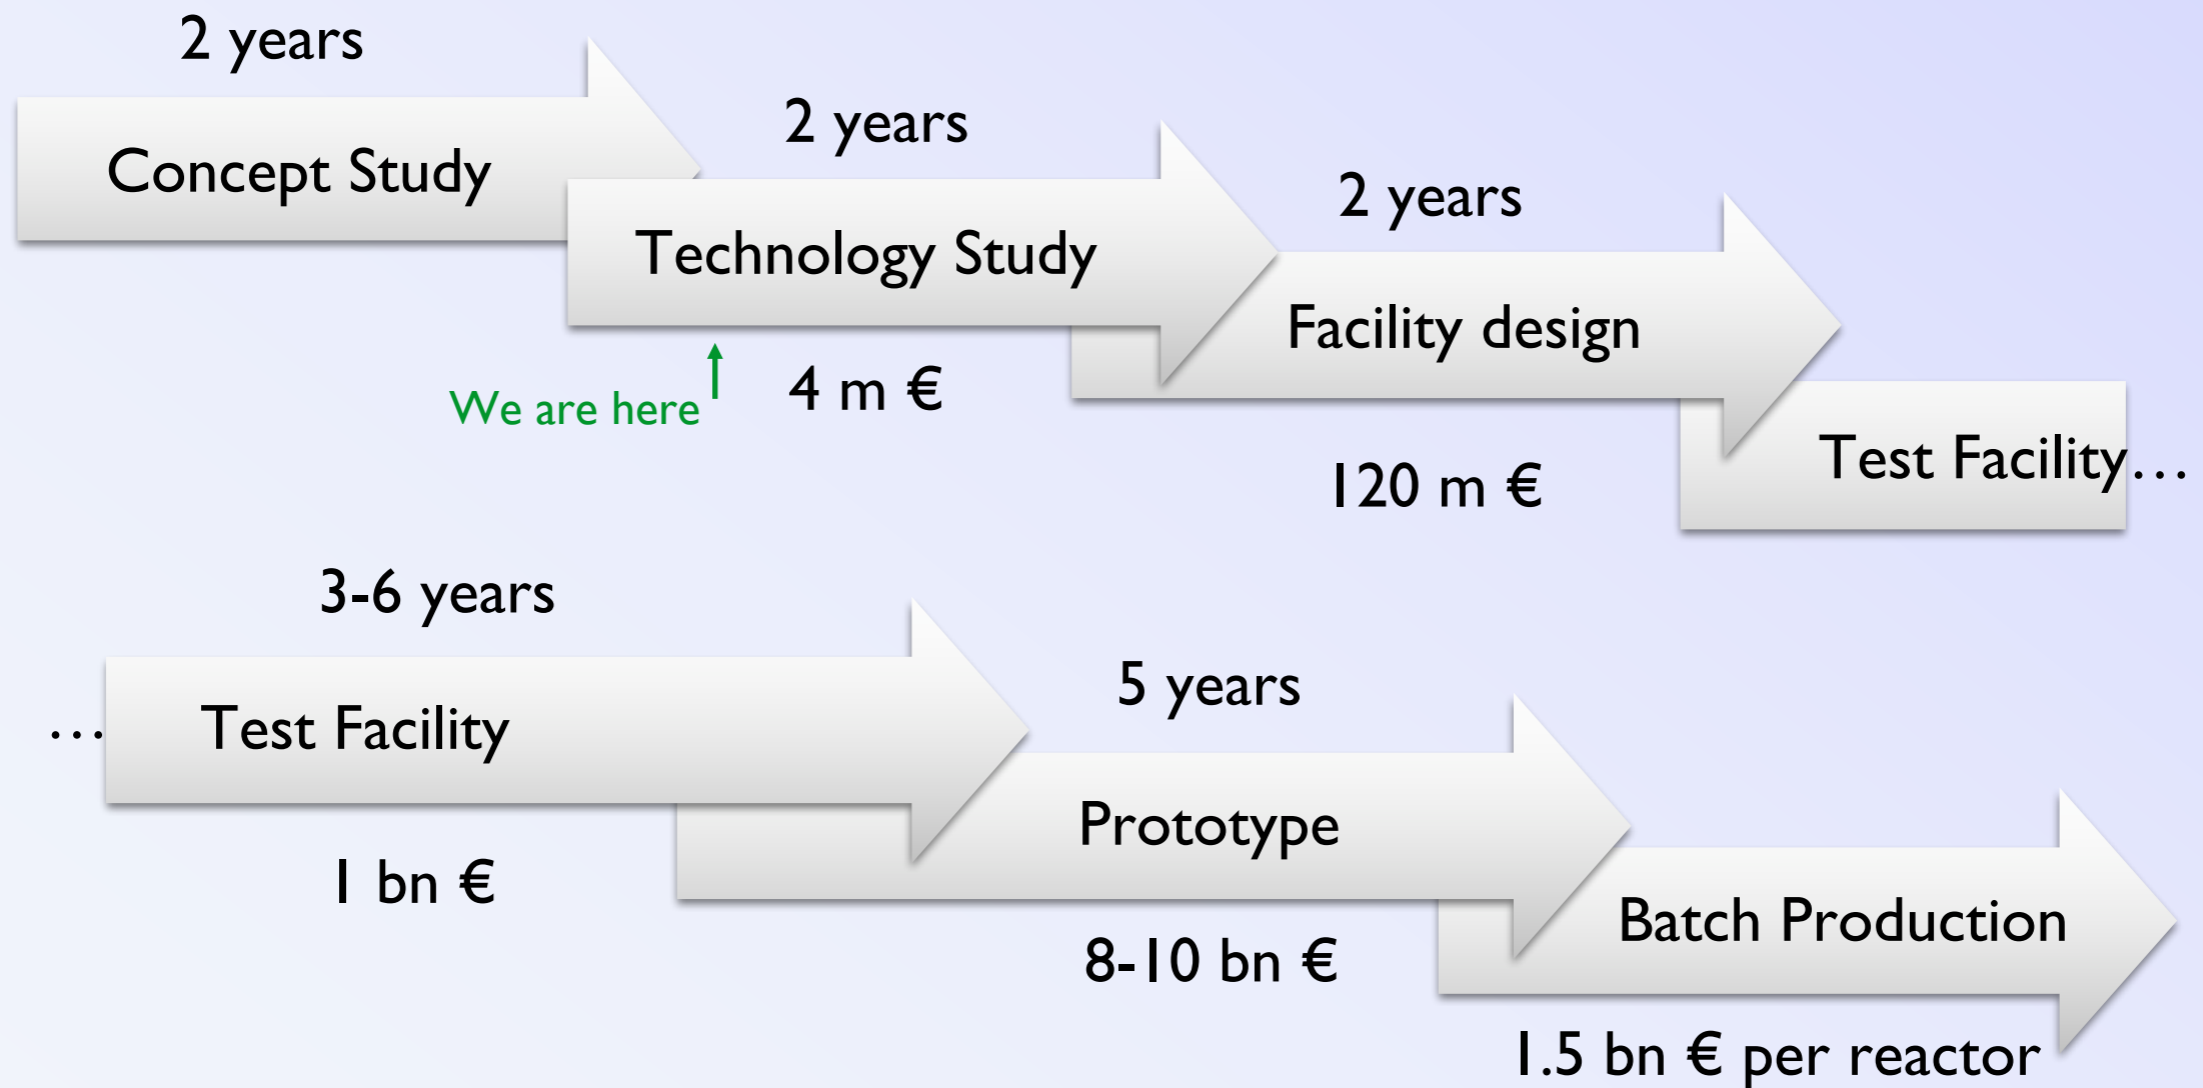 2 years
Concept Study
2 years
Technology Study
2 years
Facility design
We are here
4 m €
120 m €
Test Facility…
3-6 years
… Test Facility
1 bn €
5 years
Prototype
8-10 bn €
Batch Production
1.5 bn € per reactor